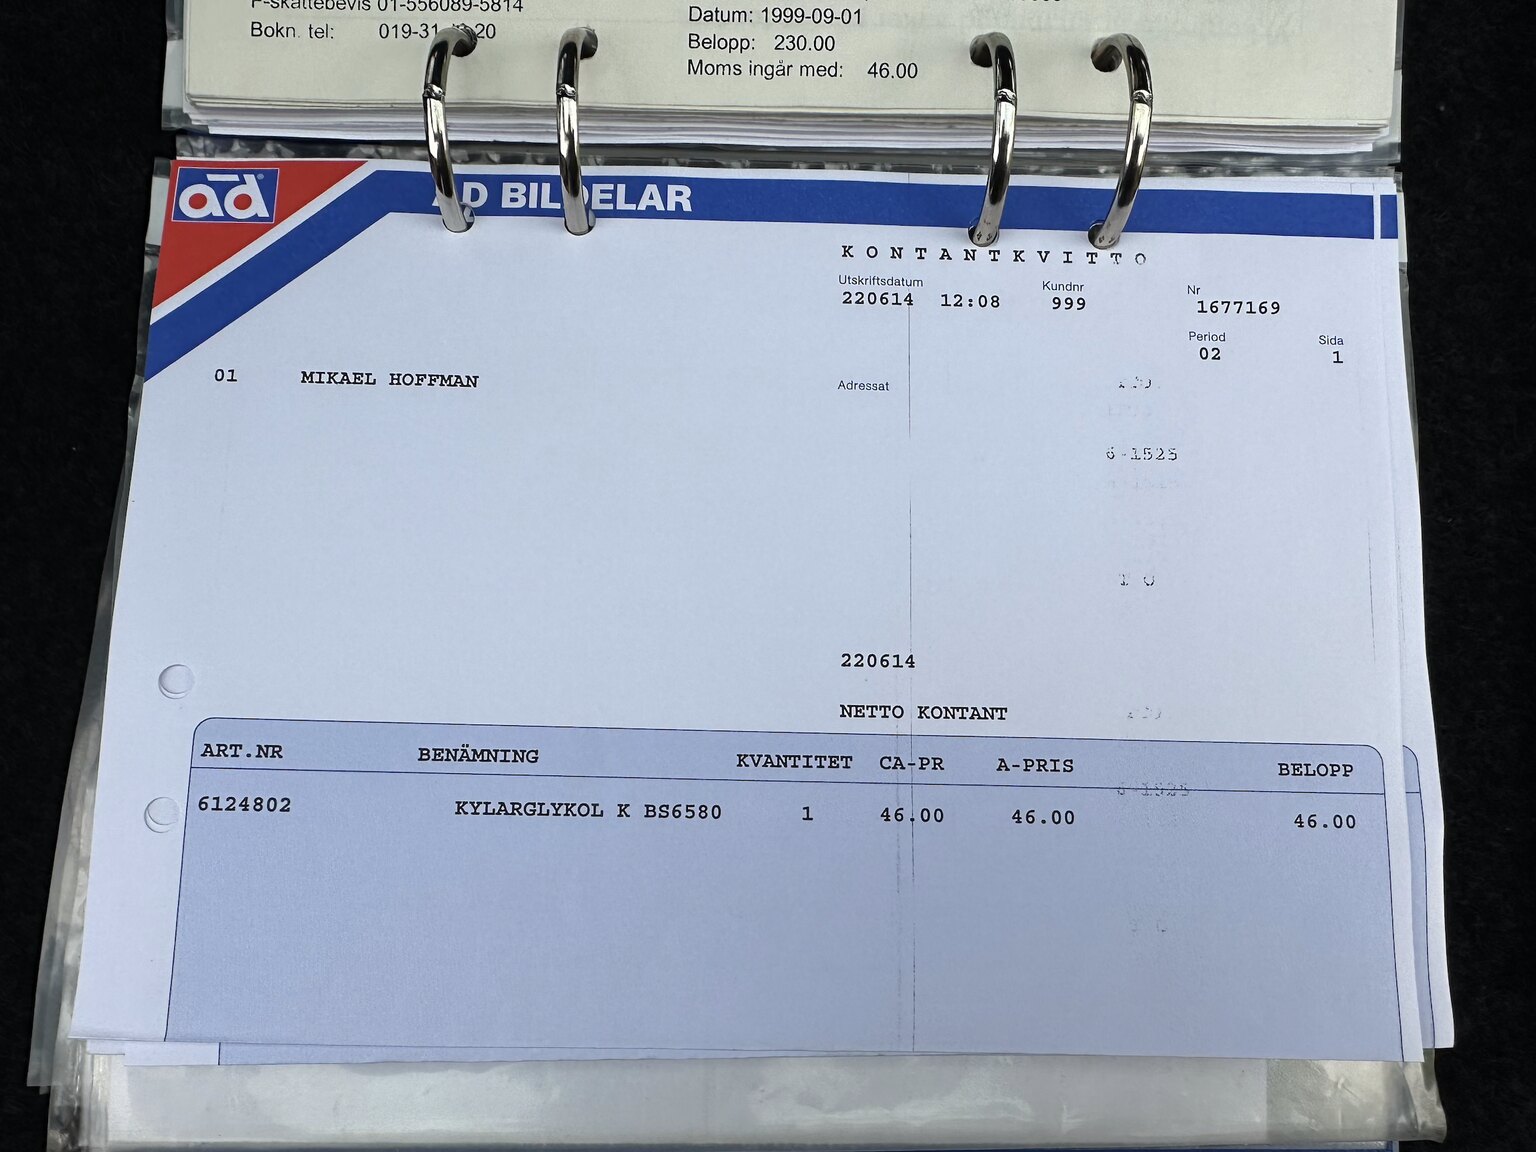 F-skattebevis 01-556089-5814
Bokn. tel: 019-31 20
Datum: 1999-09-01
Belopp: 230.00
Moms ingår med: 46.00
ad
AD BILDELAR
KONTANTKVITTO
Utskriftsdatum Kundnr Nr
220614 12:08 999 1677169
Period Sida
02 1
01 MIKAEL HOFFMAN
Adressat
6-1525
220614
NETTO KONTANT
ART.NR BENÄMNING KVANTITET CA-PR A-PRIS BELOPP
6124802 KYLARGLYKOL K BS6580 1 46.00 46.00 46.00